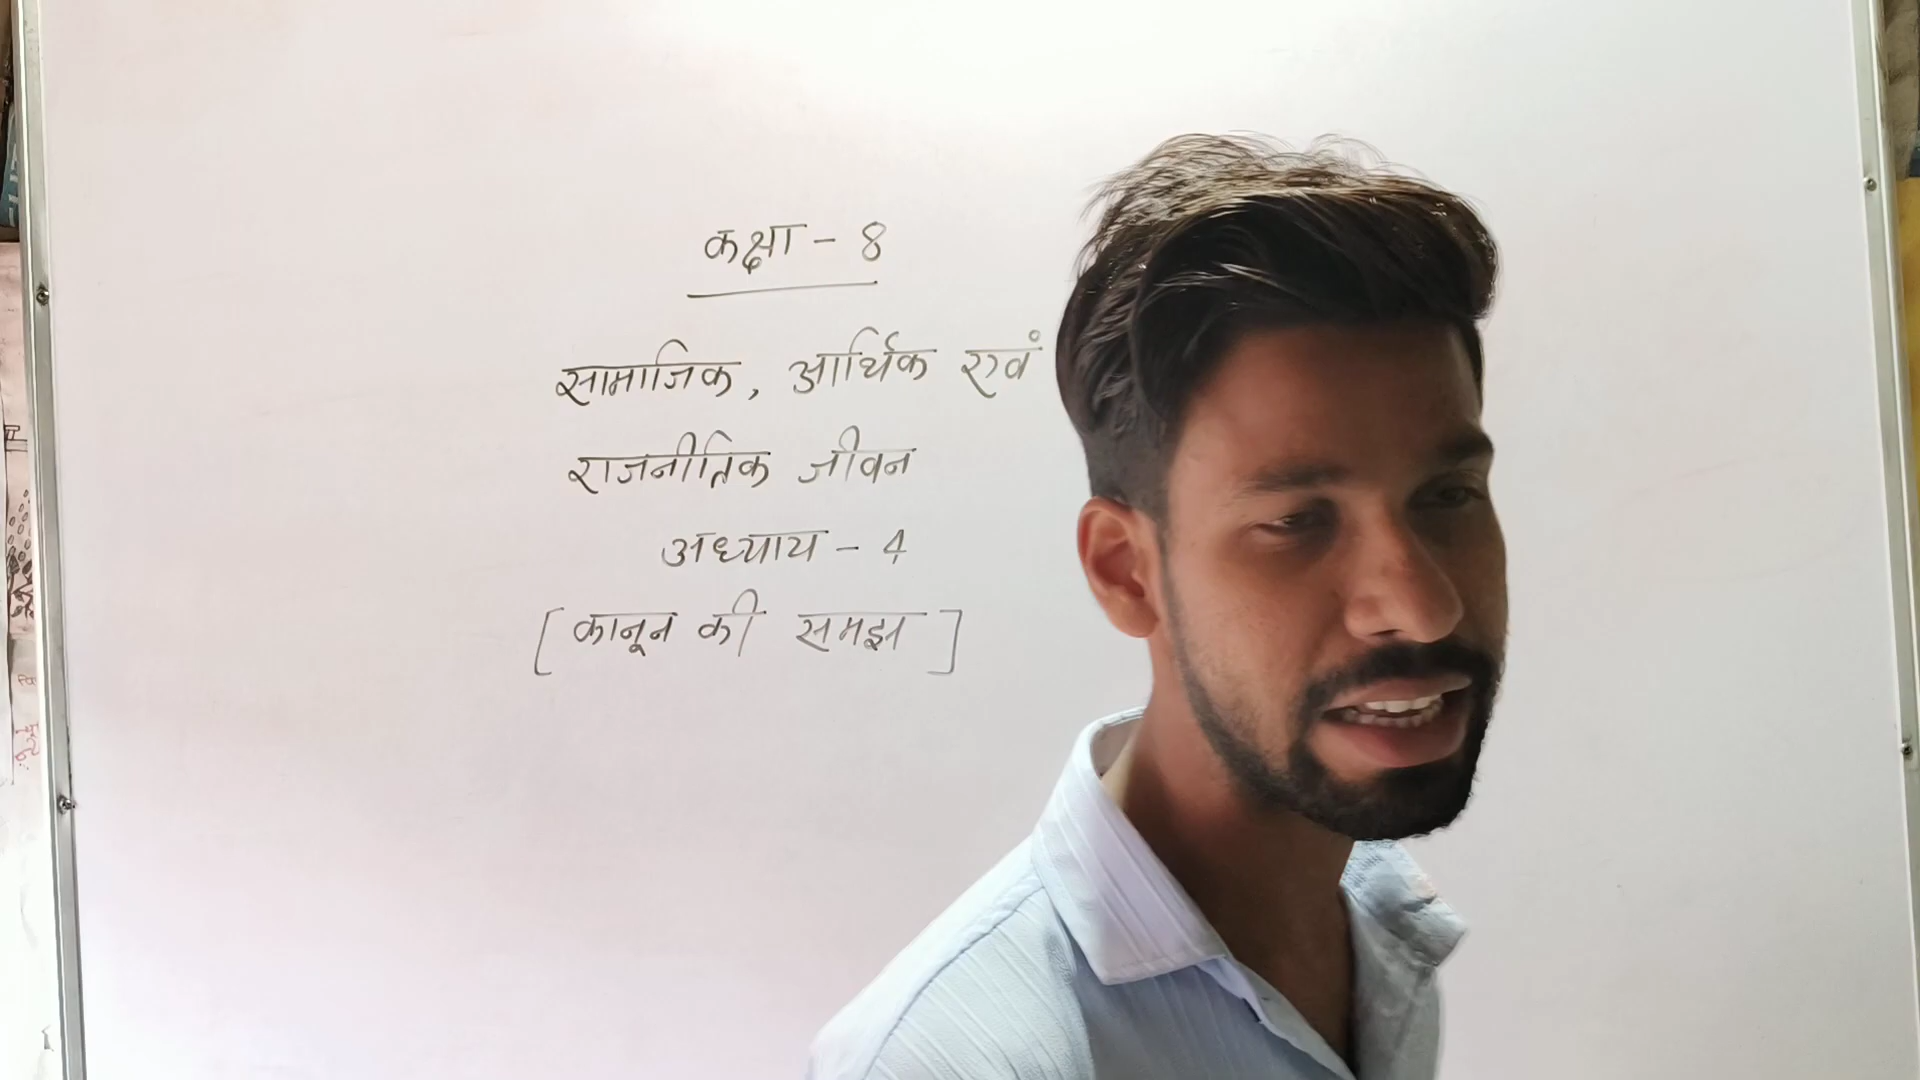 कक्षा - 8
सामाजिक, आर्थिक एवं
राजनीतिक जीवन
अध्याय - 4
[कानून की समझ]